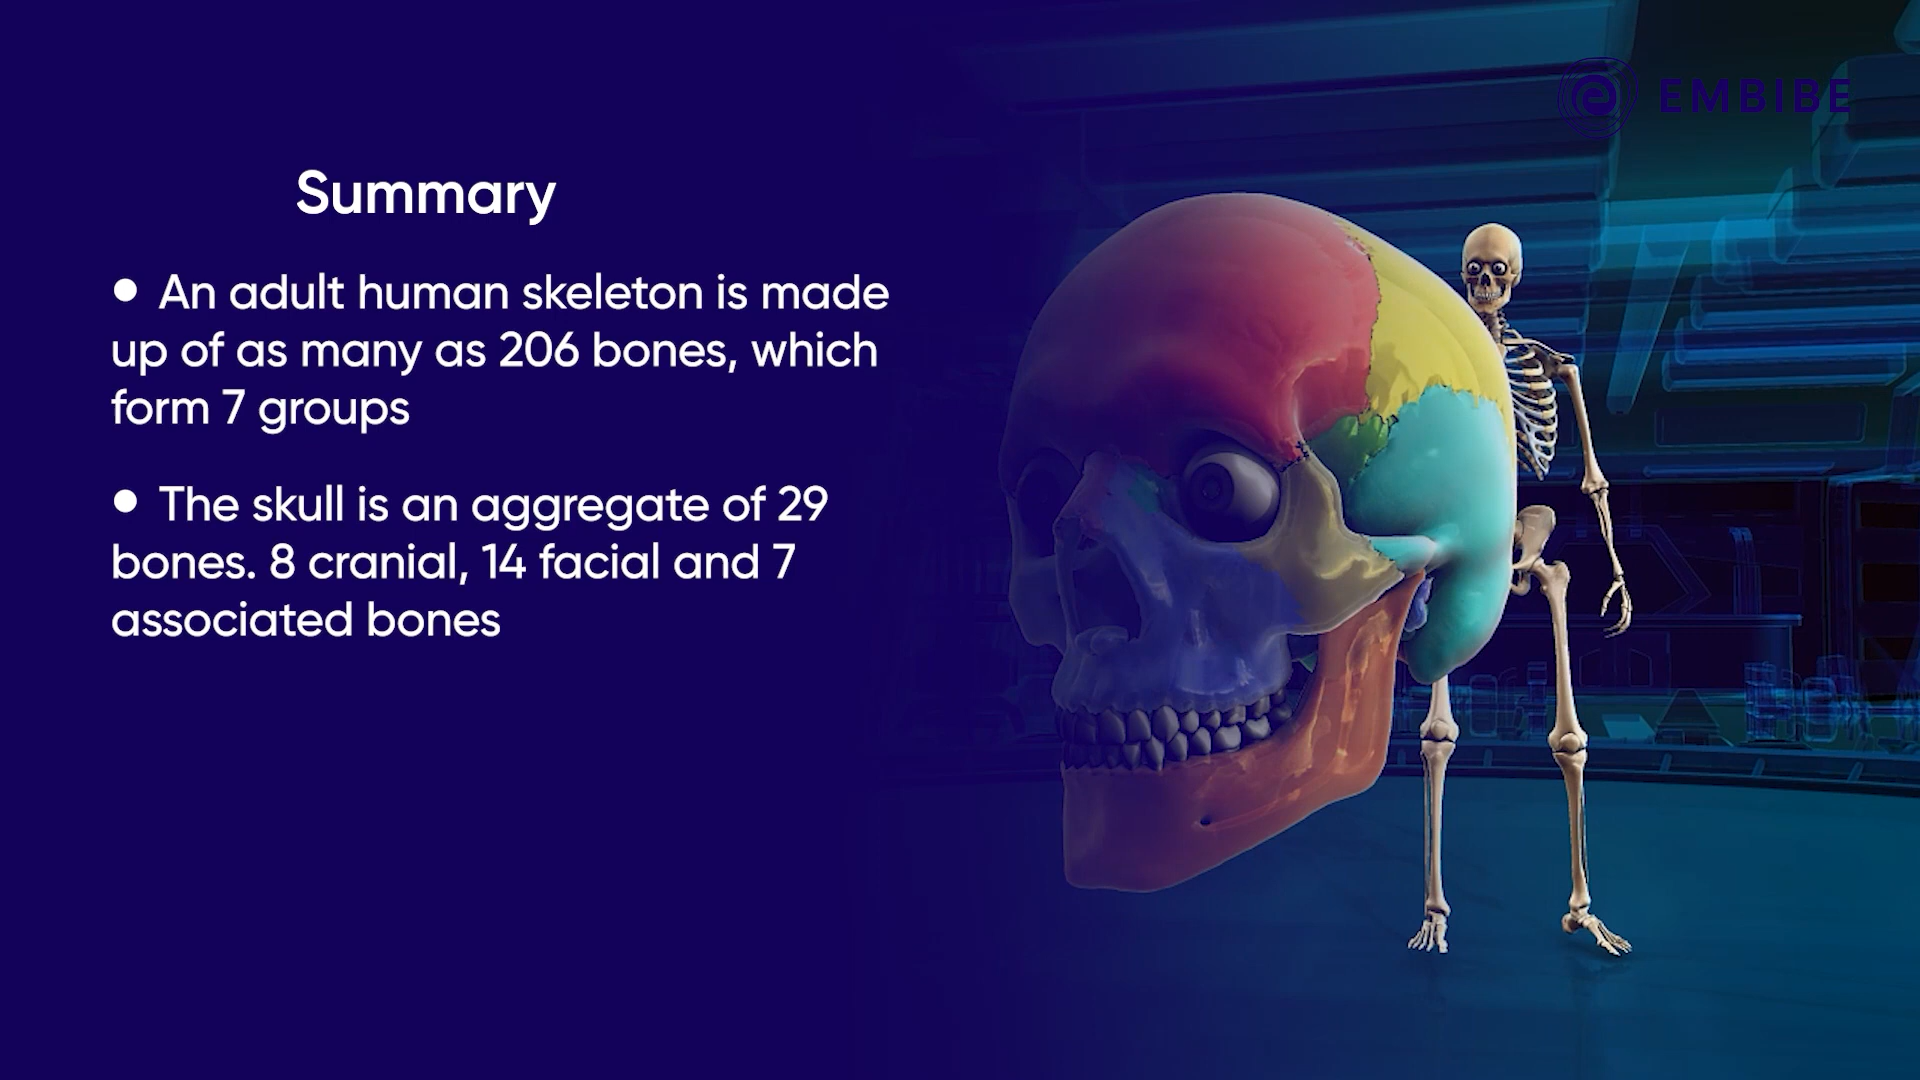 EMBIBE
Summary
• An adult human skeleton is made
up of as many as 206 bones, which
form 7 groups
• The skull is an aggregate of 29
bones. 8 cranial, 14 facial and 7
associated bones